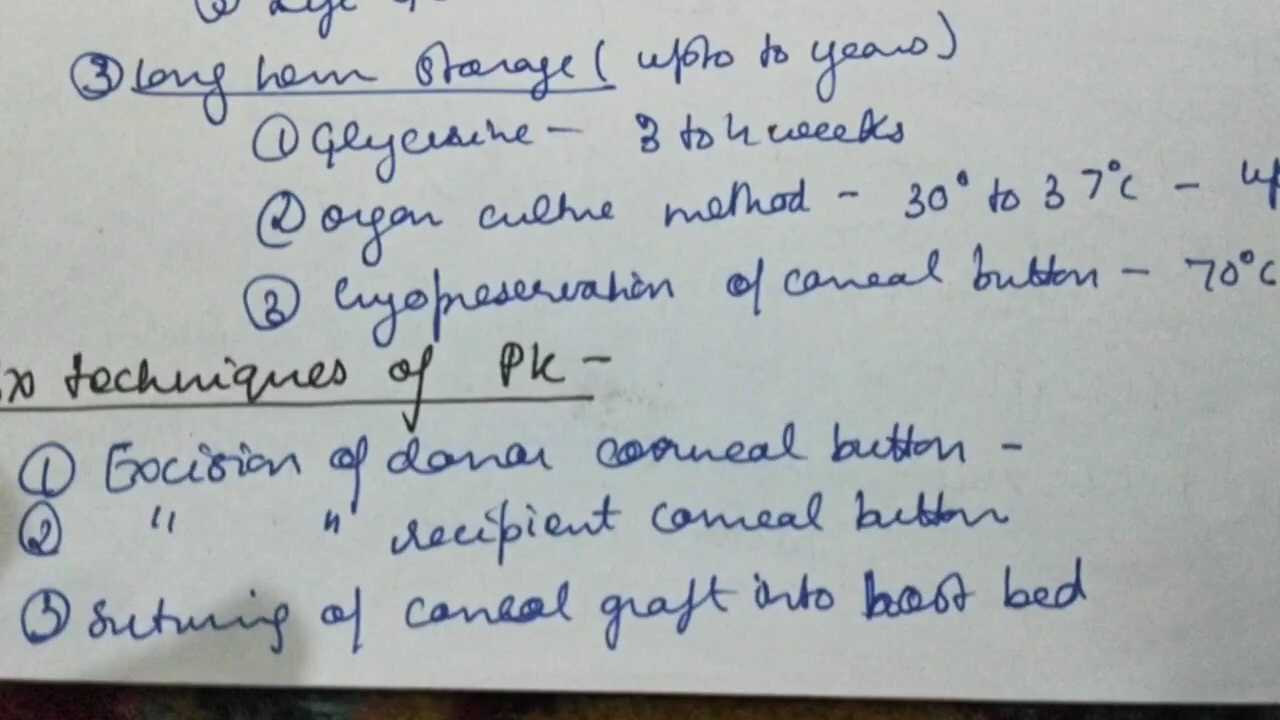 ③ Long term storage ( upto to years)
① Glycerine - 3 to 4 weeks
② organ culture method - 30° to 37°c - up
③ Cryopreservation of corneal button - 70°c
techniques of PK -
① Excision of donar corneal button -
② " " recipient corneal button
③ Suturing of corneal graft into host bed